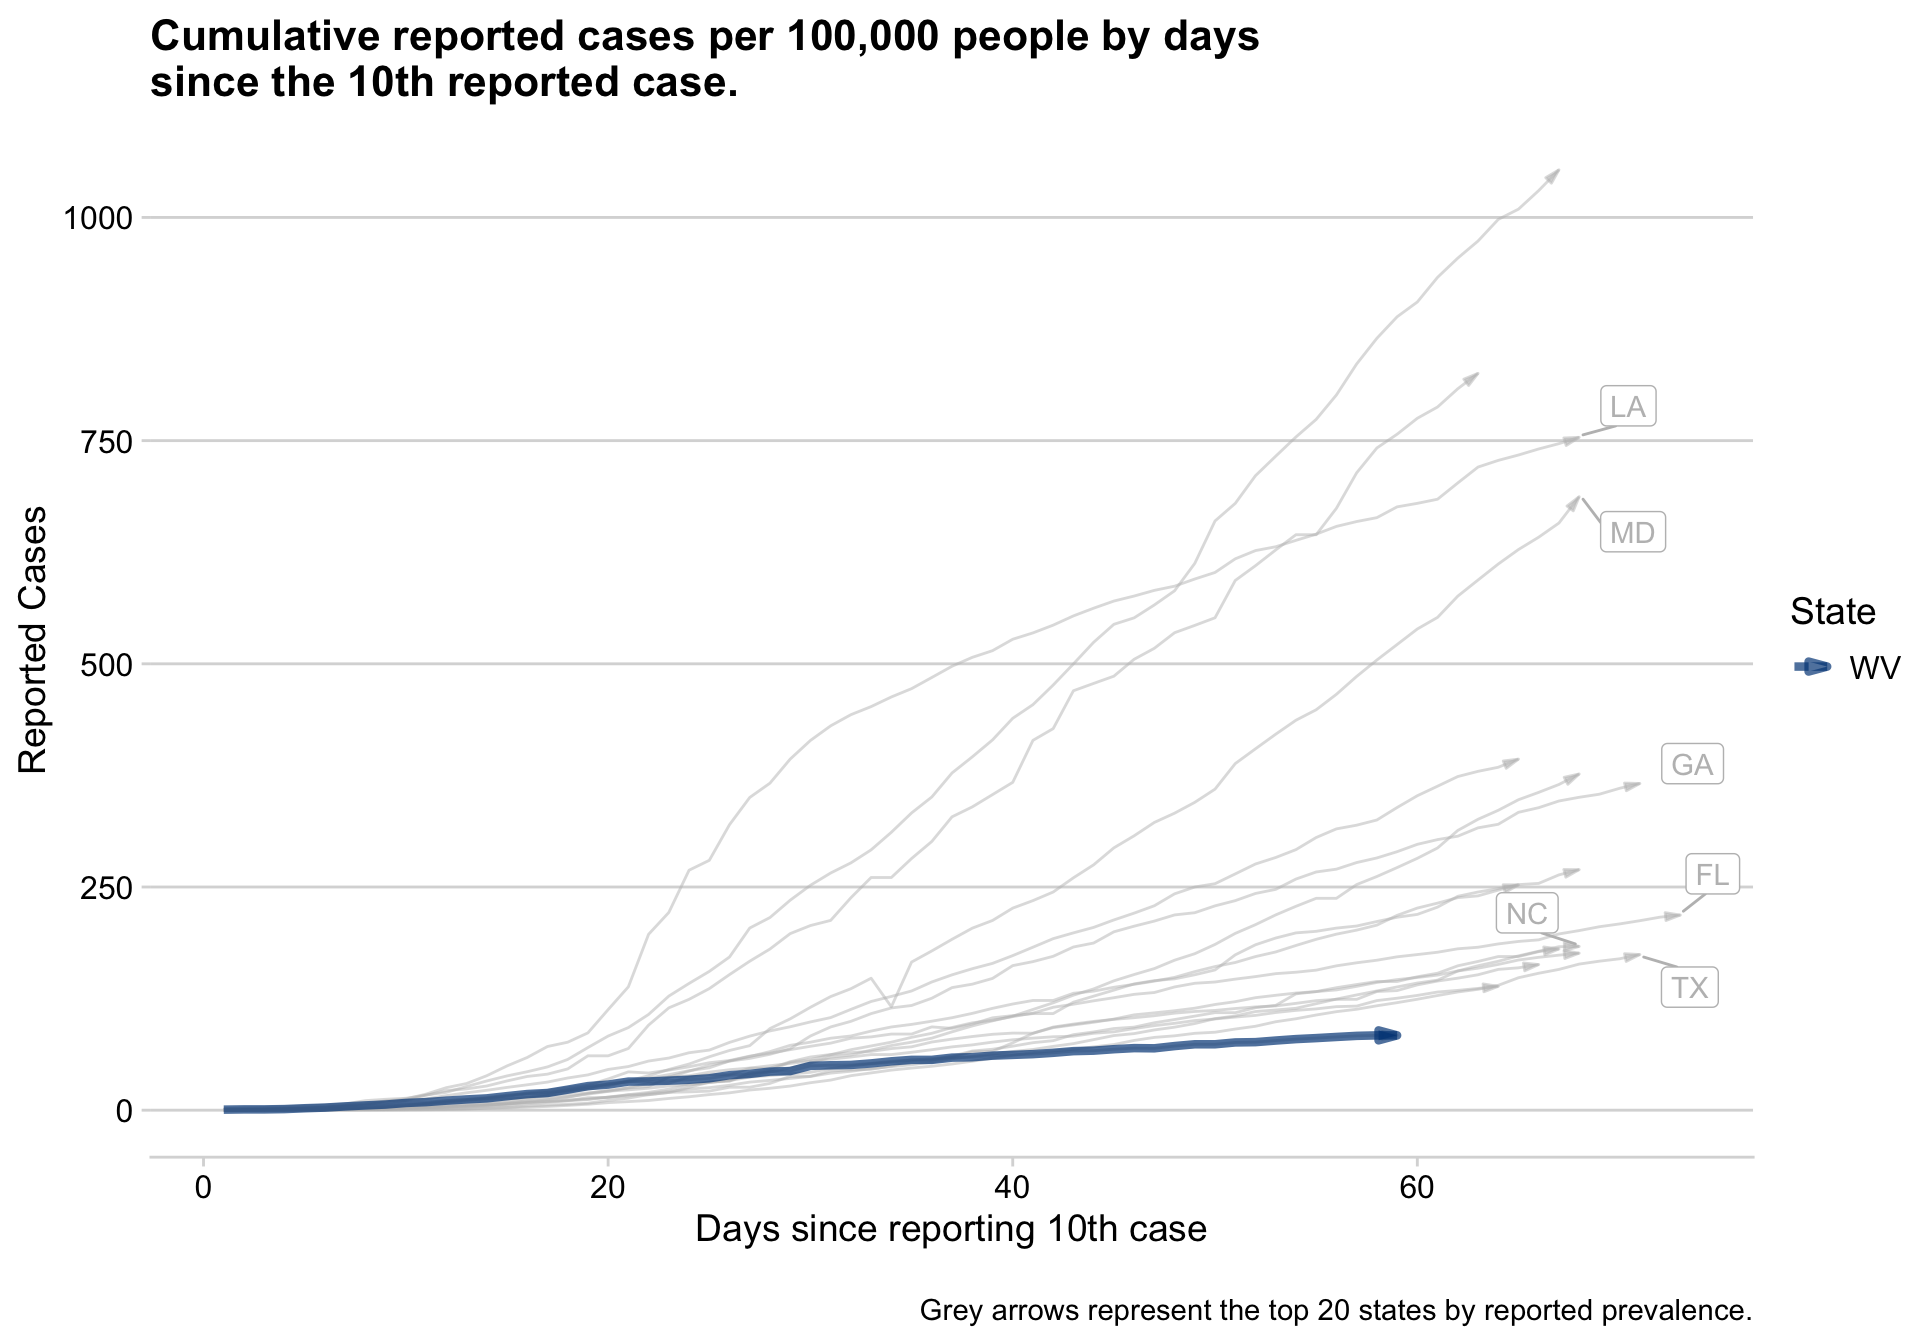 Cumulative reported cases per 100,000 people by days
since the 10th reported case.
1000
750
500
250
0
Reported Cases
LA
MD
GA
FL
NC
TX
State
WV
0
20
40
60
Days since reporting 10th case
Grey arrows represent the top 20 states by reported prevalence.